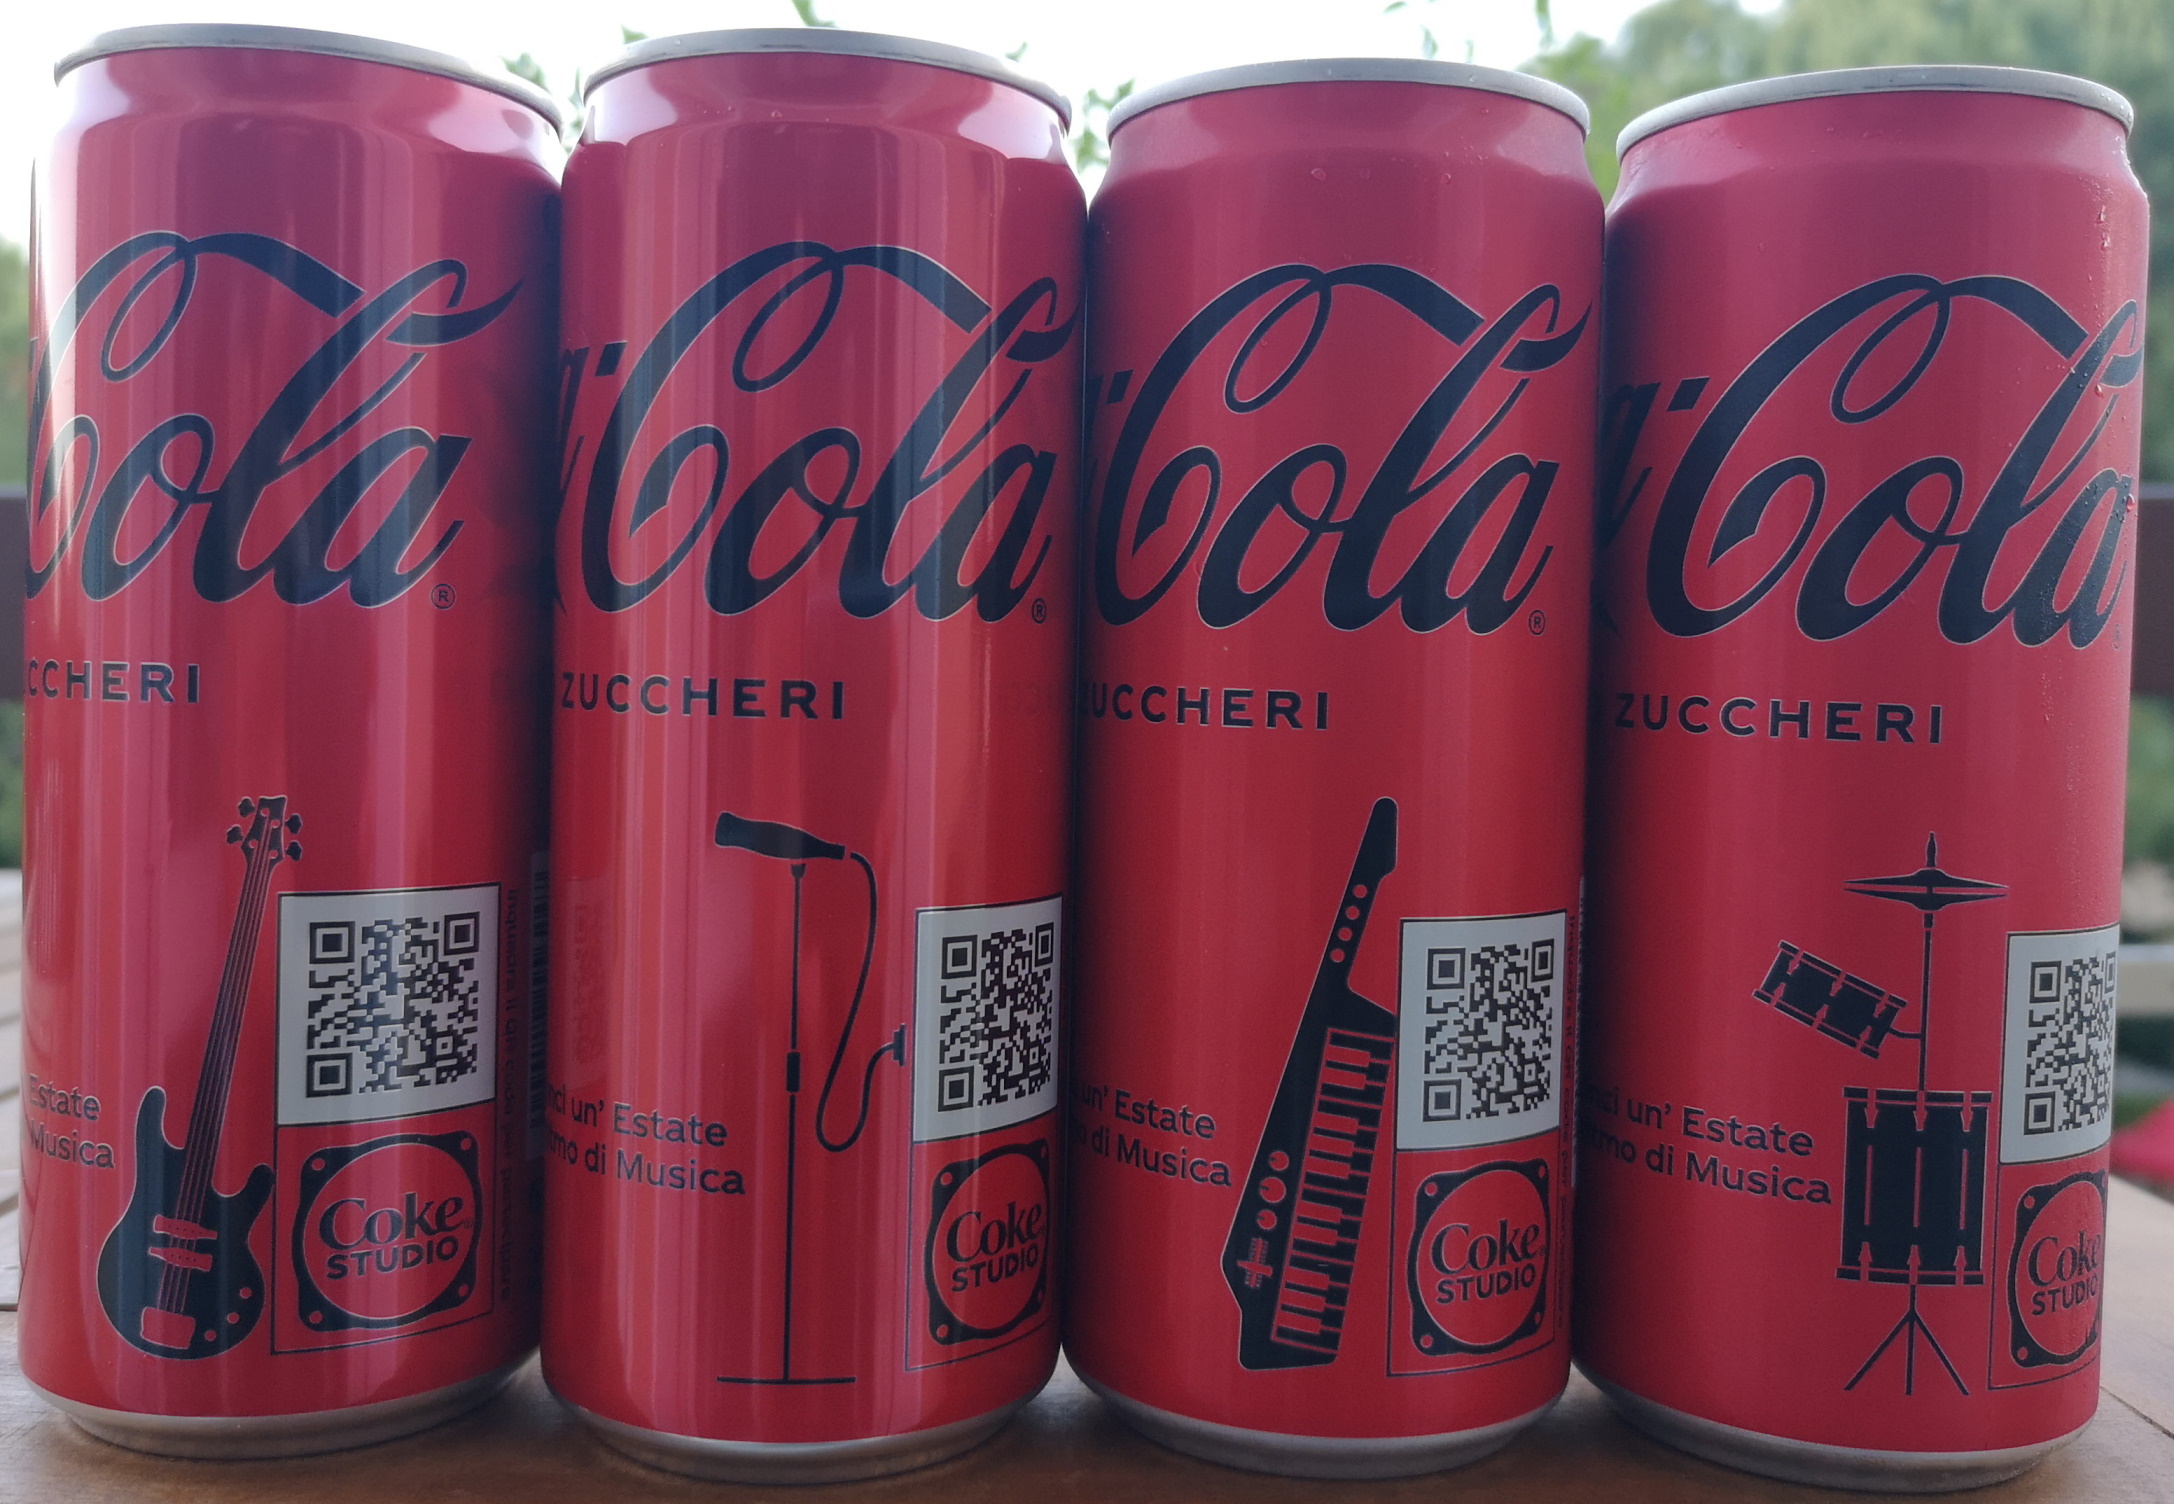 Cola
®
CCHERI
Estate
Musica
Coke
STUDIO
Cola
®
ZUCCHERI
un' Estate
di Musica
Coke
STUDIO
Cola
®
ZUCCHERI
un' Estate
di Musica
Coke
STUDIO
Cola
ZUCCHERI
un' Estate
di Musica
Coke
STUDIO